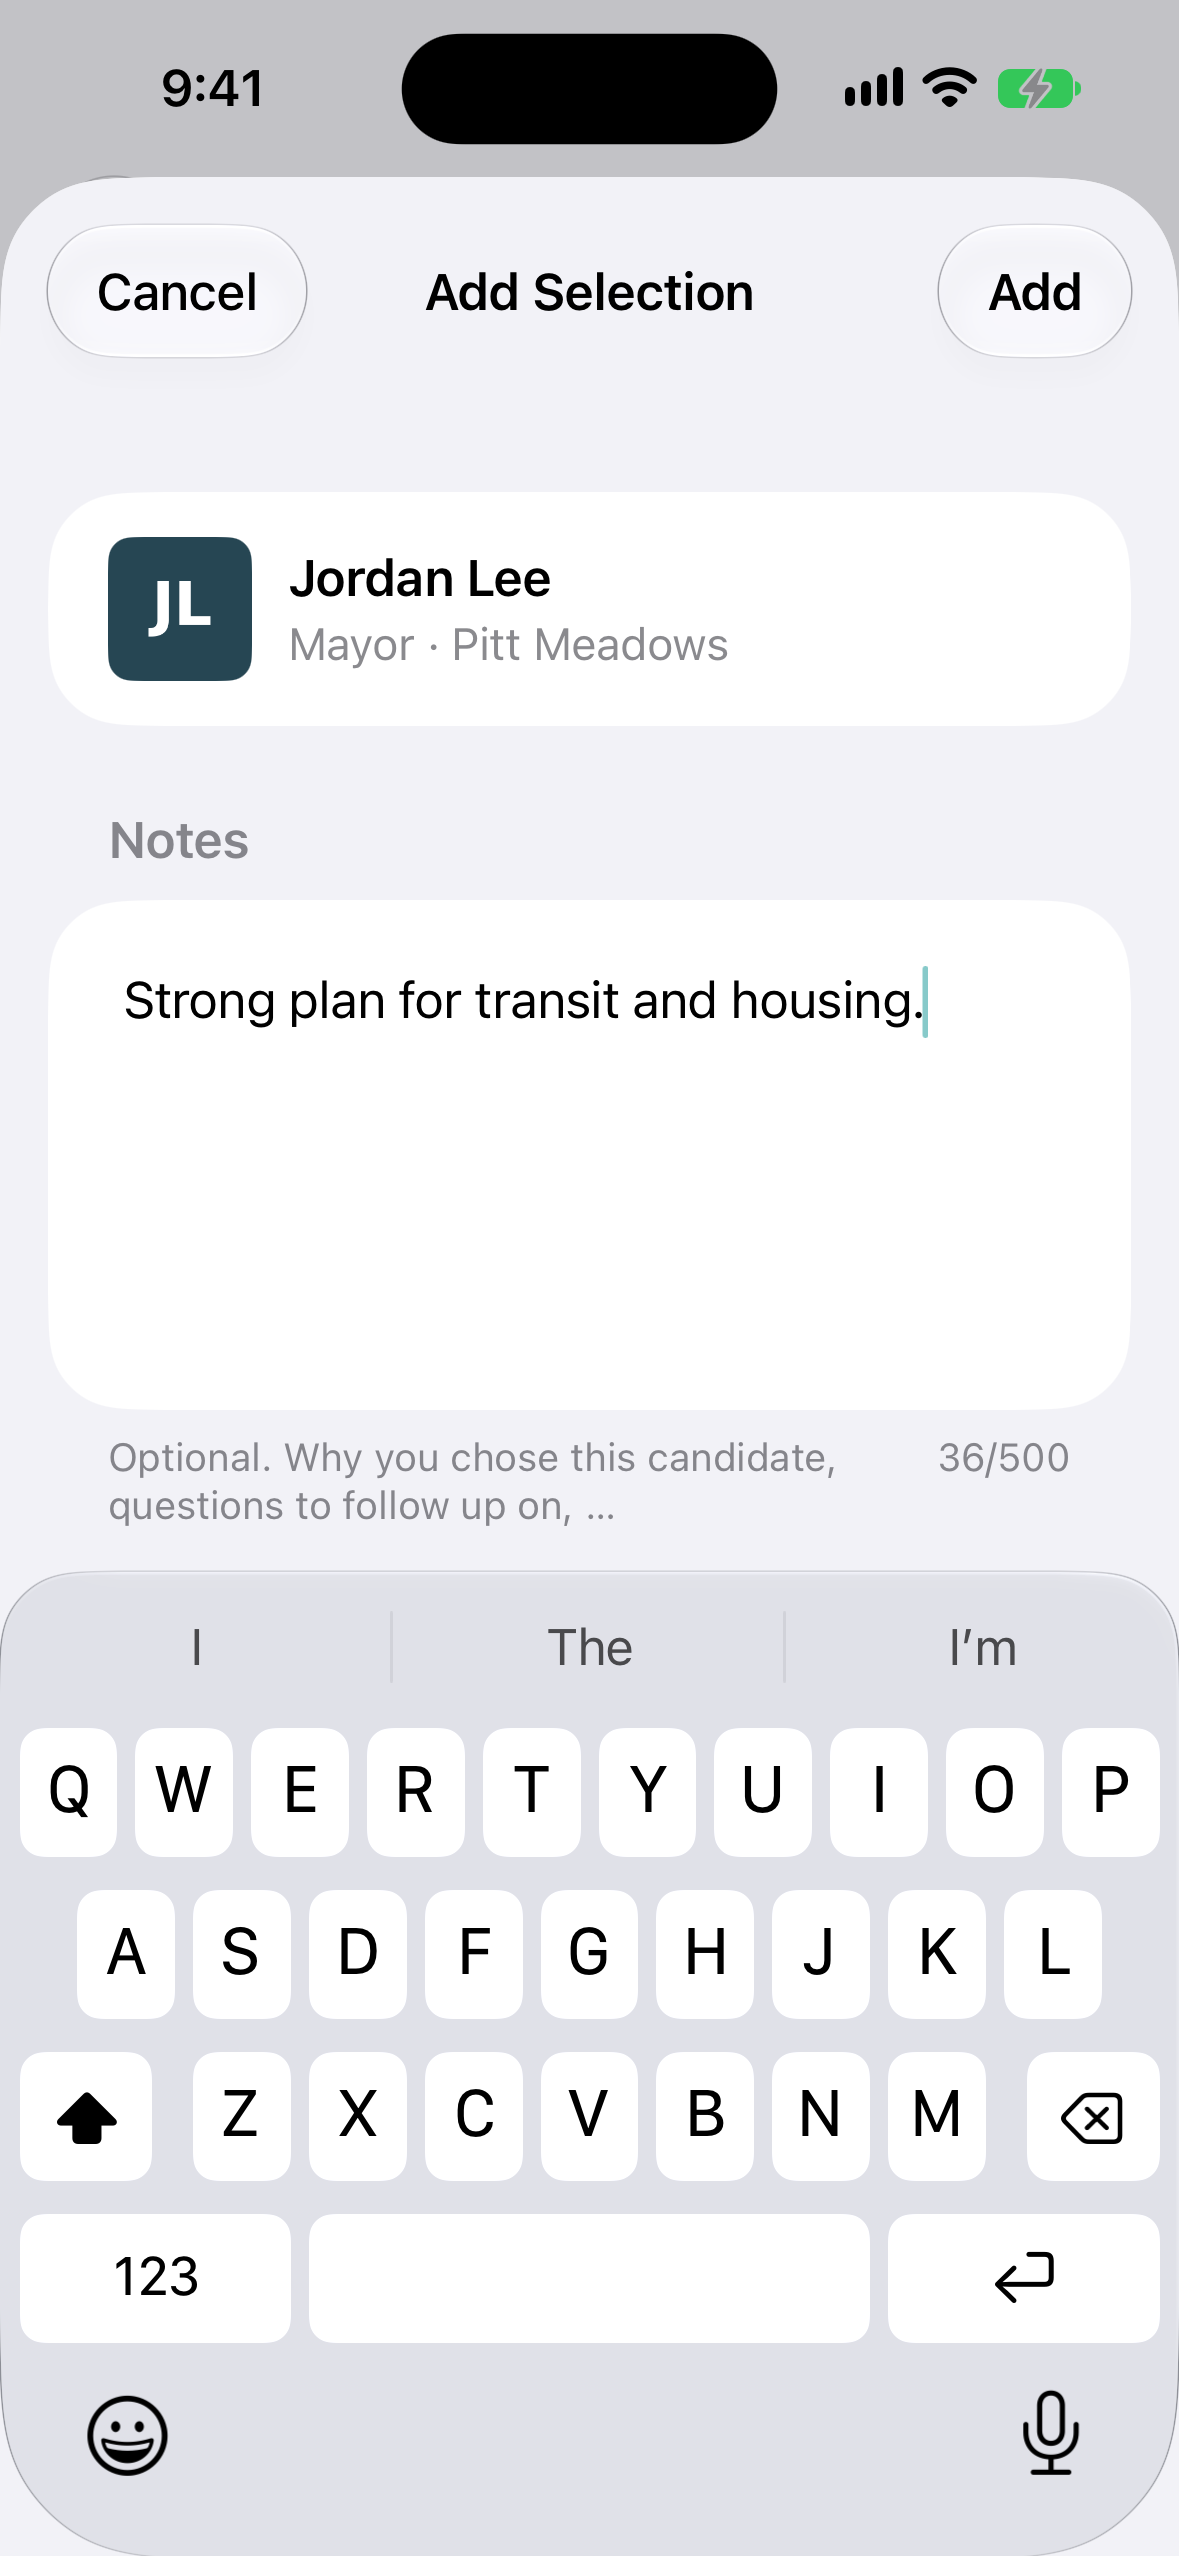 9:41
Cancel
Add Selection
Add
JL
Jordan Lee
Mayor · Pitt Meadows
Notes
Strong plan for transit and housing.
Optional. Why you chose this candidate,
questions to follow up on, ...
36/500
I
The
I’m
Q W E R T Y U I O P
A S D F G H J K L
Z X C V B N M
123